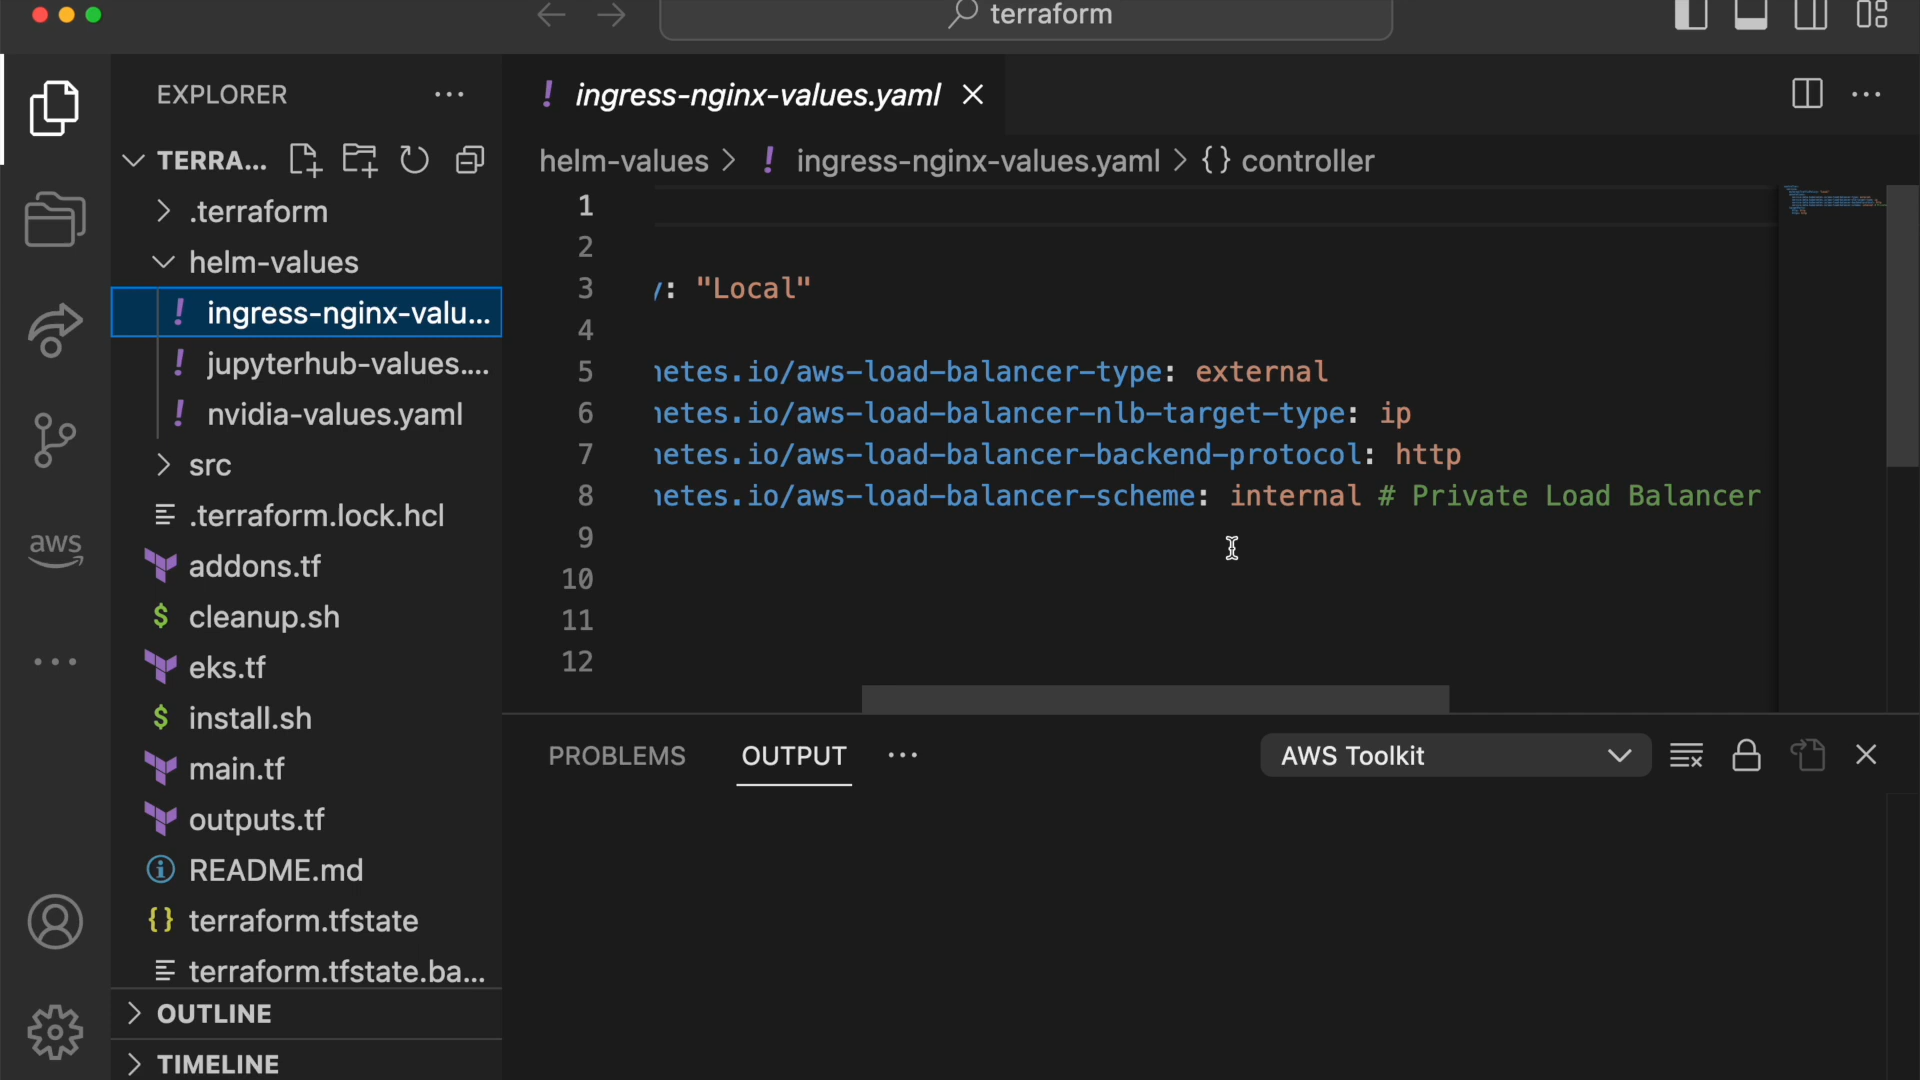 terraform
EXPLORER
TERRA...
.terraform
helm-values
ingress-nginx-valu...
jupyterhub-values....
nvidia-values.yaml
src
.terraform.lock.hcl
addons.tf
cleanup.sh
eks.tf
install.sh
main.tf
outputs.tf
README.md
terraform.tfstate
terraform.tfstate.ba...
OUTLINE
TIMELINE
aws
! ingress-nginx-values.yaml
helm-values > ! ingress-nginx-values.yaml > {} controller
1
2
3 : "Local"
4
5 etes.io/aws-load-balancer-type: external
6 etes.io/aws-load-balancer-nlb-target-type: ip
7 etes.io/aws-load-balancer-backend-protocol: http
8 etes.io/aws-load-balancer-scheme: internal # Private Load Balancer
9
10
11
12
PROBLEMS OUTPUT AWS Toolkit